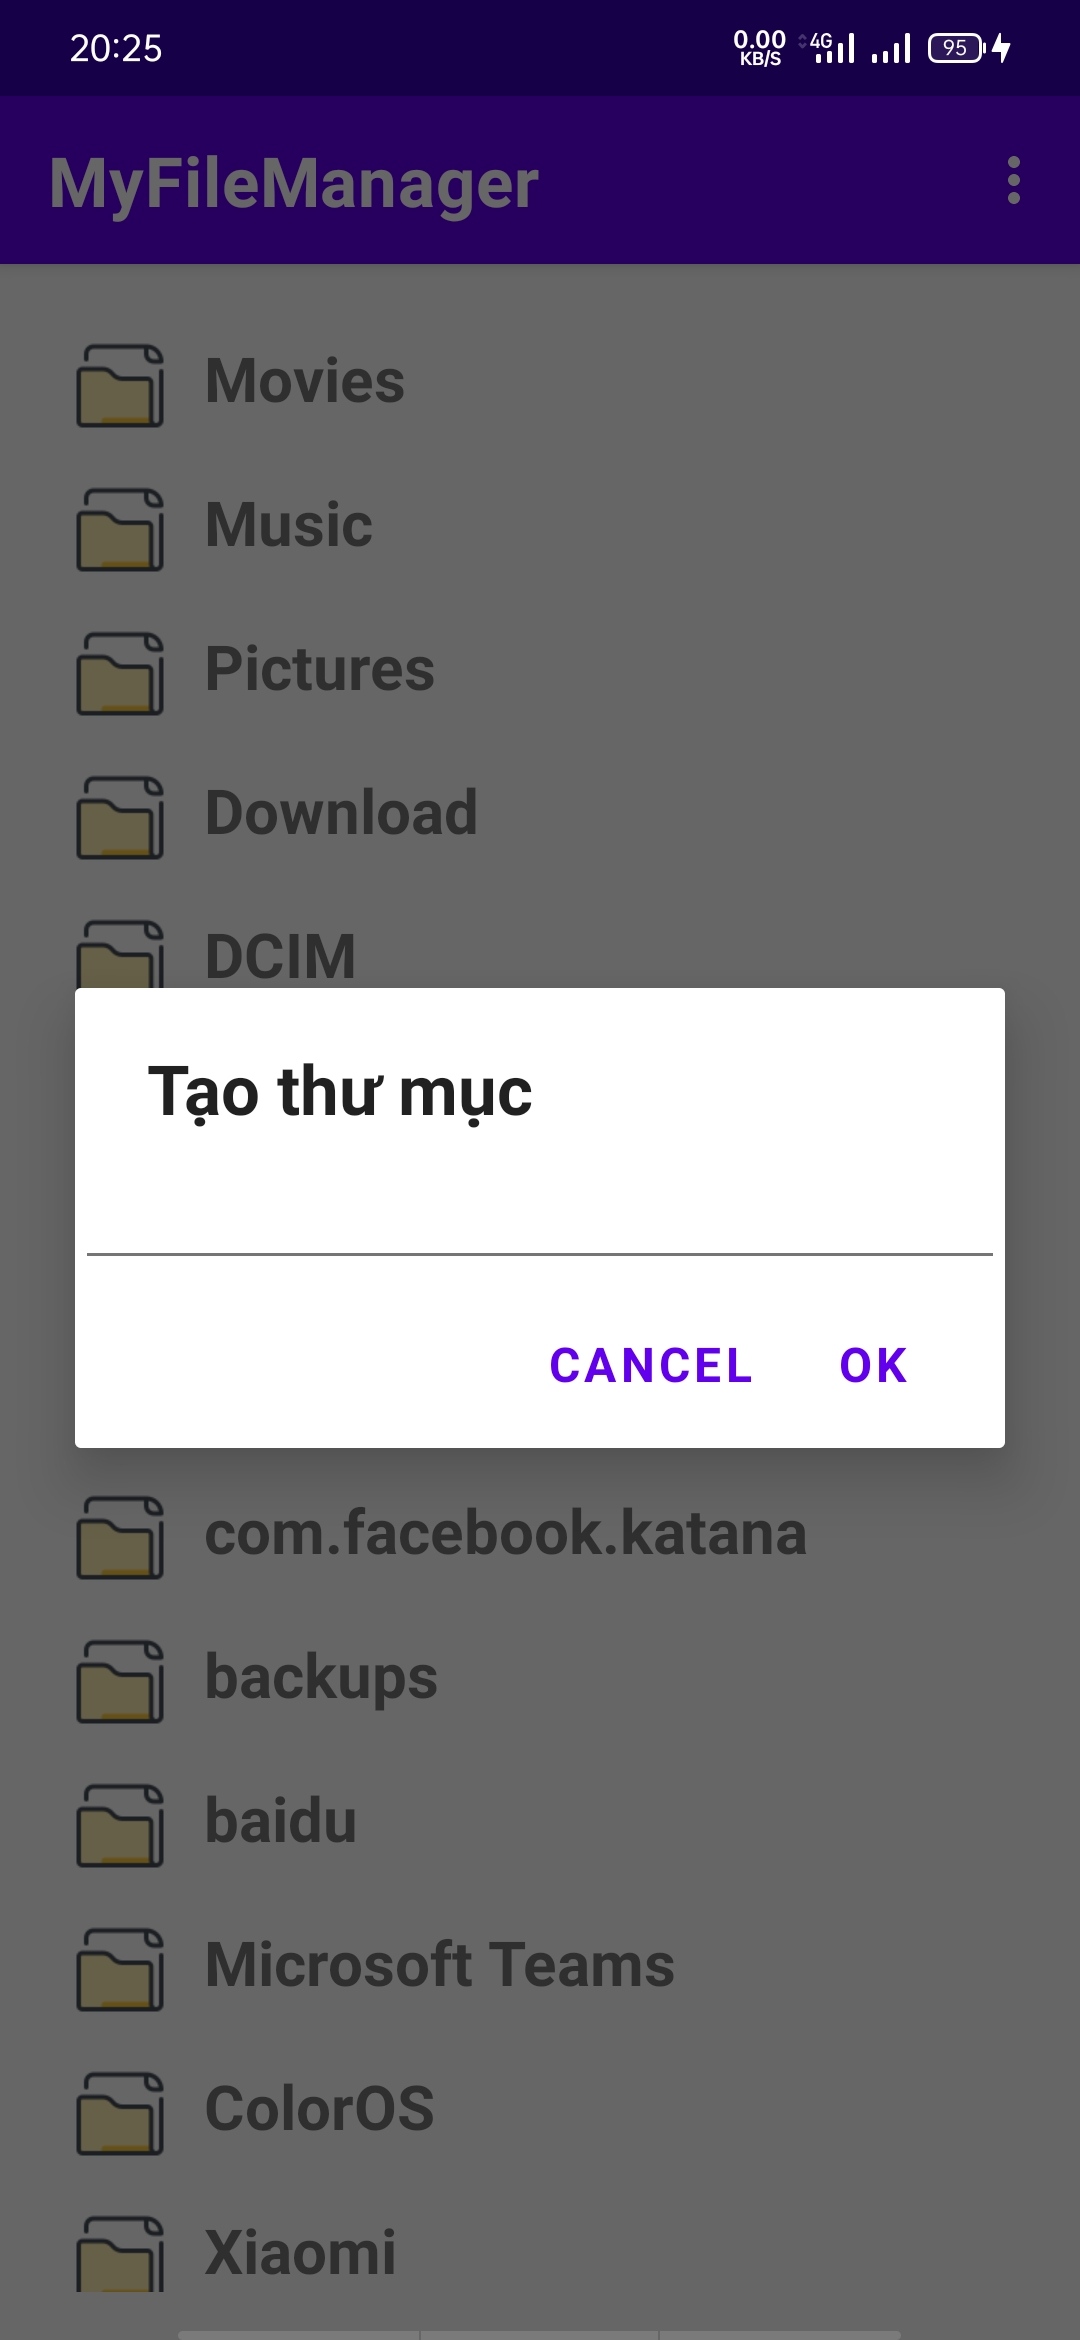 20:25
0.00
KB/S
4G
95
MyFileManager
Movies
Music
Pictures
Download
DCIM
Tạo thư mục
CANCEL OK
com.facebook.katana
backups
baidu
Microsoft Teams
ColorOS
Xiaomi